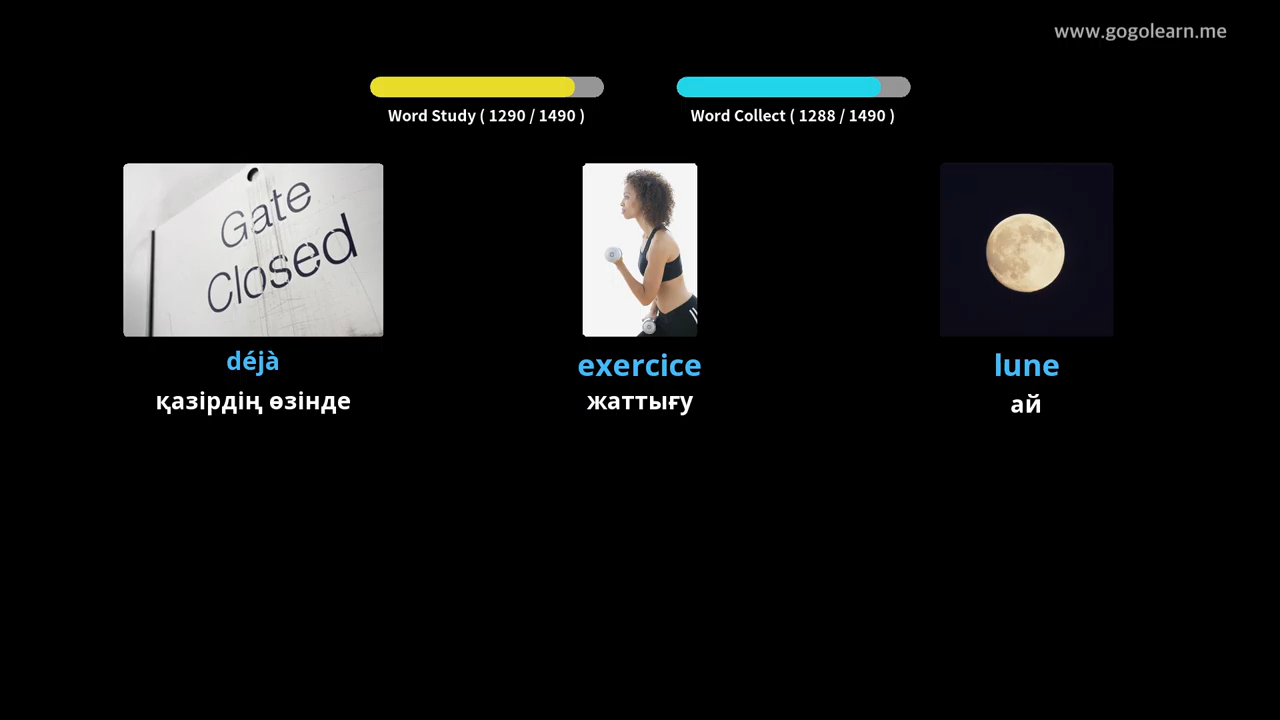 www.gogolearn.me
Word Study ( 1290 / 1490 )
Word Collect ( 1288 / 1490 )
Gate
Closed
déjà
exercice
lune
қазірдің өзінде
жаттығу
ай